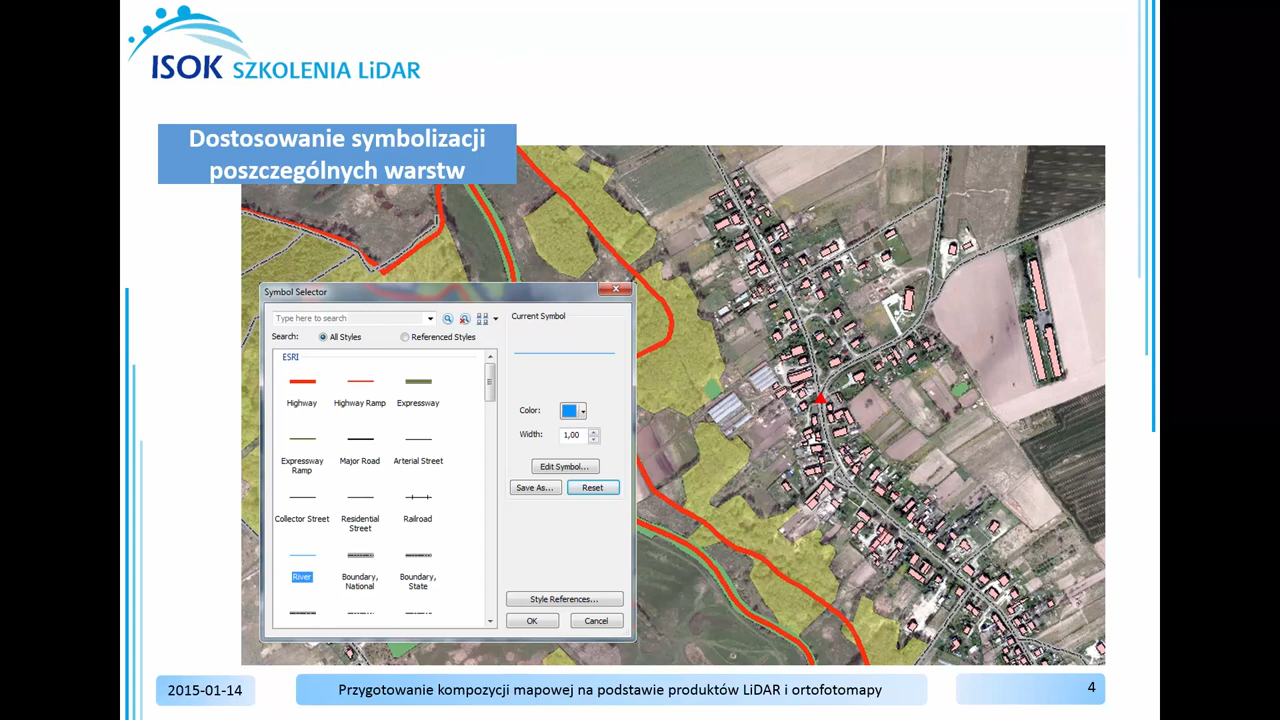 ISOK SZKOLENIA LiDAR
Dostosowanie symbolizacji
poszczególnych warstw
Symbol Selector
Type here to search
Search: All Styles Referenced Styles
ESRI
Highway Highway Ramp Expressway
Expressway
Ramp
Major Road Arterial Street
Collector Street Residential
Street
Railroad
River Boundary,
National
Boundary,
State
Current Symbol
Color:
Width: 1,00
Edit Symbol...
Save As... Reset
Style References...
OK Cancel
2015-01-14
Przygotowanie kompozycji mapowej na podstawie produktów LiDAR i ortofotomapy
4